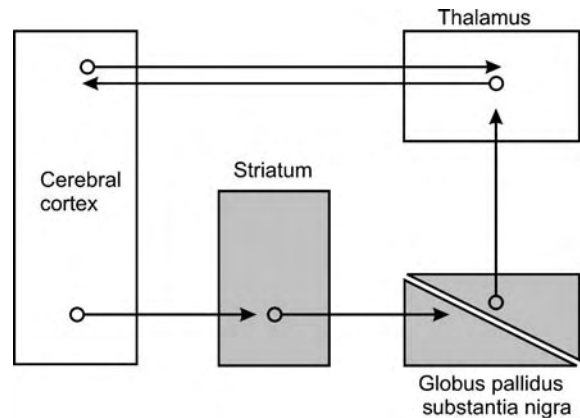 Thalamus
Cerebral
cortex
Striatum
Globus pallidus
substantia nigra